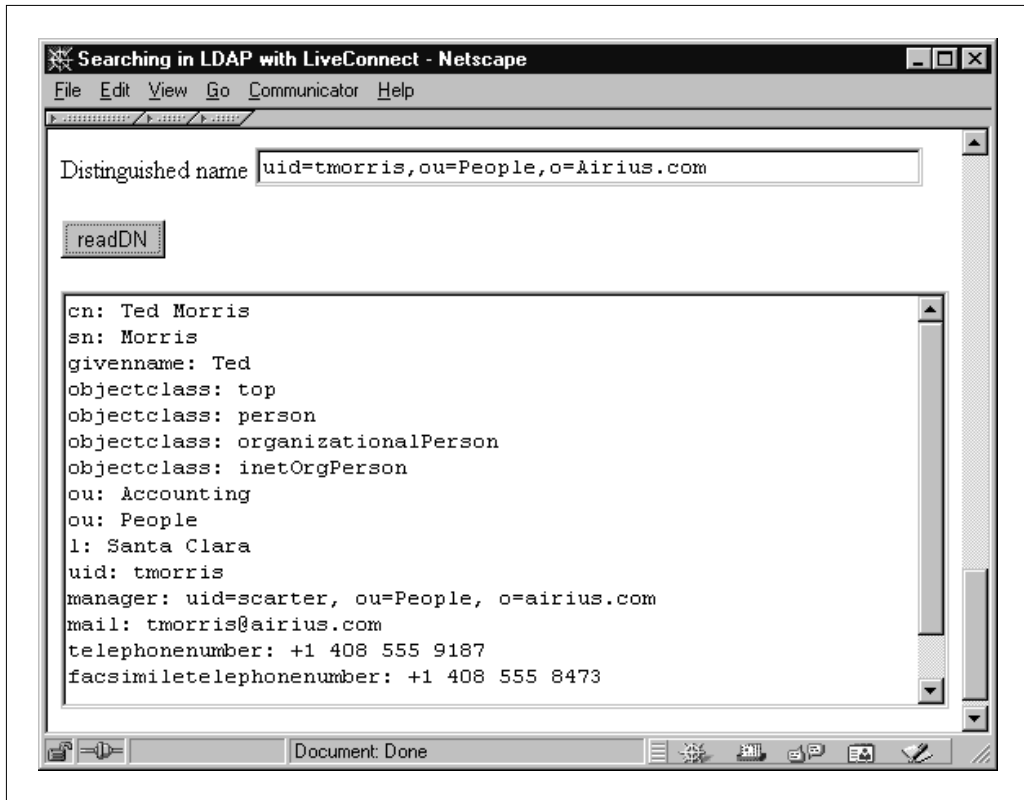 Searching in LDAP with LiveConnect - Netscape
File Edit View Go Communicator Help
Distinguished name uid=tmorris,ou=People,o=Airius.com
readDN
cn: Ted Morris
sn: Morris
givenname: Ted
objectclass: top
objectclass: person
objectclass: organizationalPerson
objectclass: inetOrgPerson
ou: Accounting
ou: People
l: Santa Clara
uid: tmorris
manager: uid=scarter, ou=People, o=airius.com
mail: tmorris@airius.com
telephonenumber: +1 408 555 9187
facsimiletelephonenumber: +1 408 555 8473
Document: Done